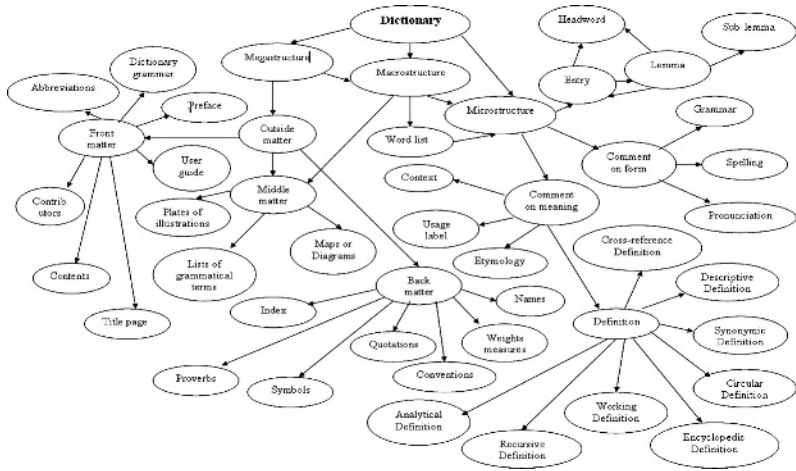 Dictionary
Megastructure
Macrostructure
Microstructure
Headword
Sub-lemma
Lemma
Entry
Dictionary
grammer
Abbreviations
Preface
Front
matter
Outside
matter
Word list
Grammar
Comment
on form
Spelling
Pronunciation
User
guide
Context
Middle
matter
Comment
on meaning
Contrib
utors
Plates of
illustrations
Usage
label
Maps or
Diagrams
Etymology
Cross-reference
Definition
Contents
Lists of
grammatical
terms
Back
matter
Descriptive
Definition
Index
Names
Title page
Definition
Synonymic
Definition
Quotations
Weights
measures
Proverbs
Symbols
Conventions
Circular
Definition
Analytical
Definition
Working
Definition
Recursive
Definition
Encyclopedic
Definition